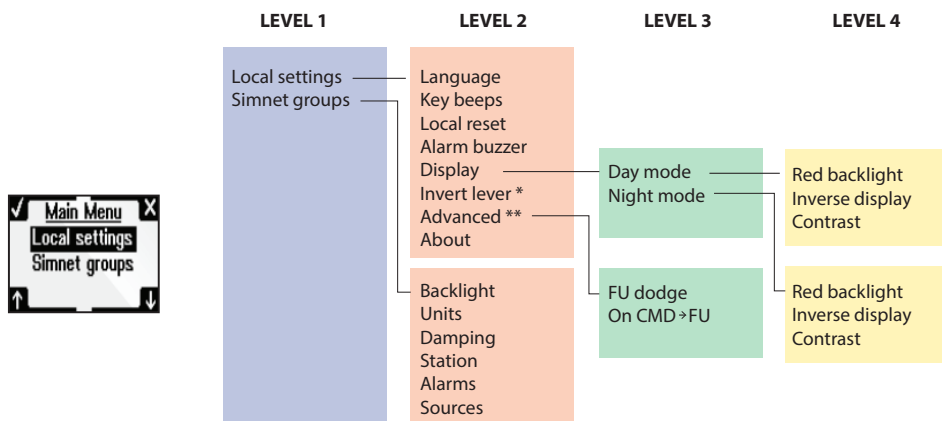 LEVEL 1
LEVEL 2
LEVEL 3
LEVEL 4
Main Menu
Local settings
Simnet groups
Local settings
Simnet groups
Language
Key beeps
Local reset
Alarm buzzer
Display
Invert lever *
Advanced **
About
Backlight
Units
Damping
Station
Alarms
Sources
Day mode
Night mode
FU dodge
On CMD→FU
Red backlight
Inverse display
Contrast
Red backlight
Inverse display
Contrast